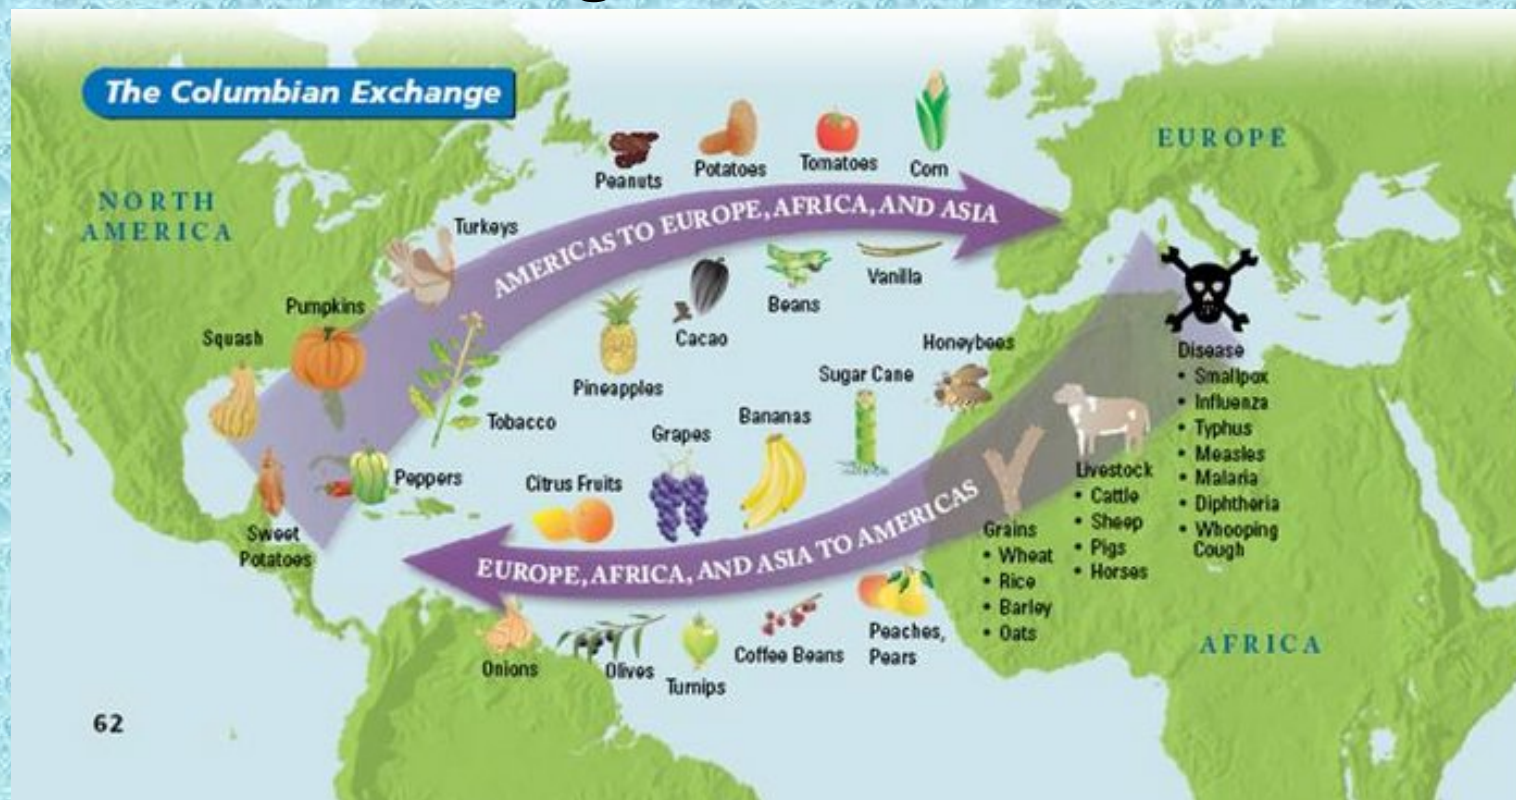 The Columbian Exchange
NORTH
AMERICA
EUROPE
AFRICA
Peanuts
Potatoes
Tomatoes
Corn
AMERICAS TO EUROPE, AFRICA, AND ASIA
Turkeys
Pumpkins
Squash
Tobacco
Pineapples
Cacao
Beans
Vanilla
Peppers
Sweet
Potatoes
Honeybees
Sugar Cane
Bananas
Grapes
Citrus Fruits
EUROPE, AFRICA, AND ASIA TO AMERICAS
Onions
Olives
Turnips
Coffee Beans
Peaches,
Pears
Grains
• Wheat
• Rice
• Barley
• Oats
Livestock
• Cattle
• Sheep
• Pigs
• Horses
Disease
• Smallpox
• Influenza
• Typhus
• Measles
• Malaria
• Diphtheria
• Whooping
Cough
62